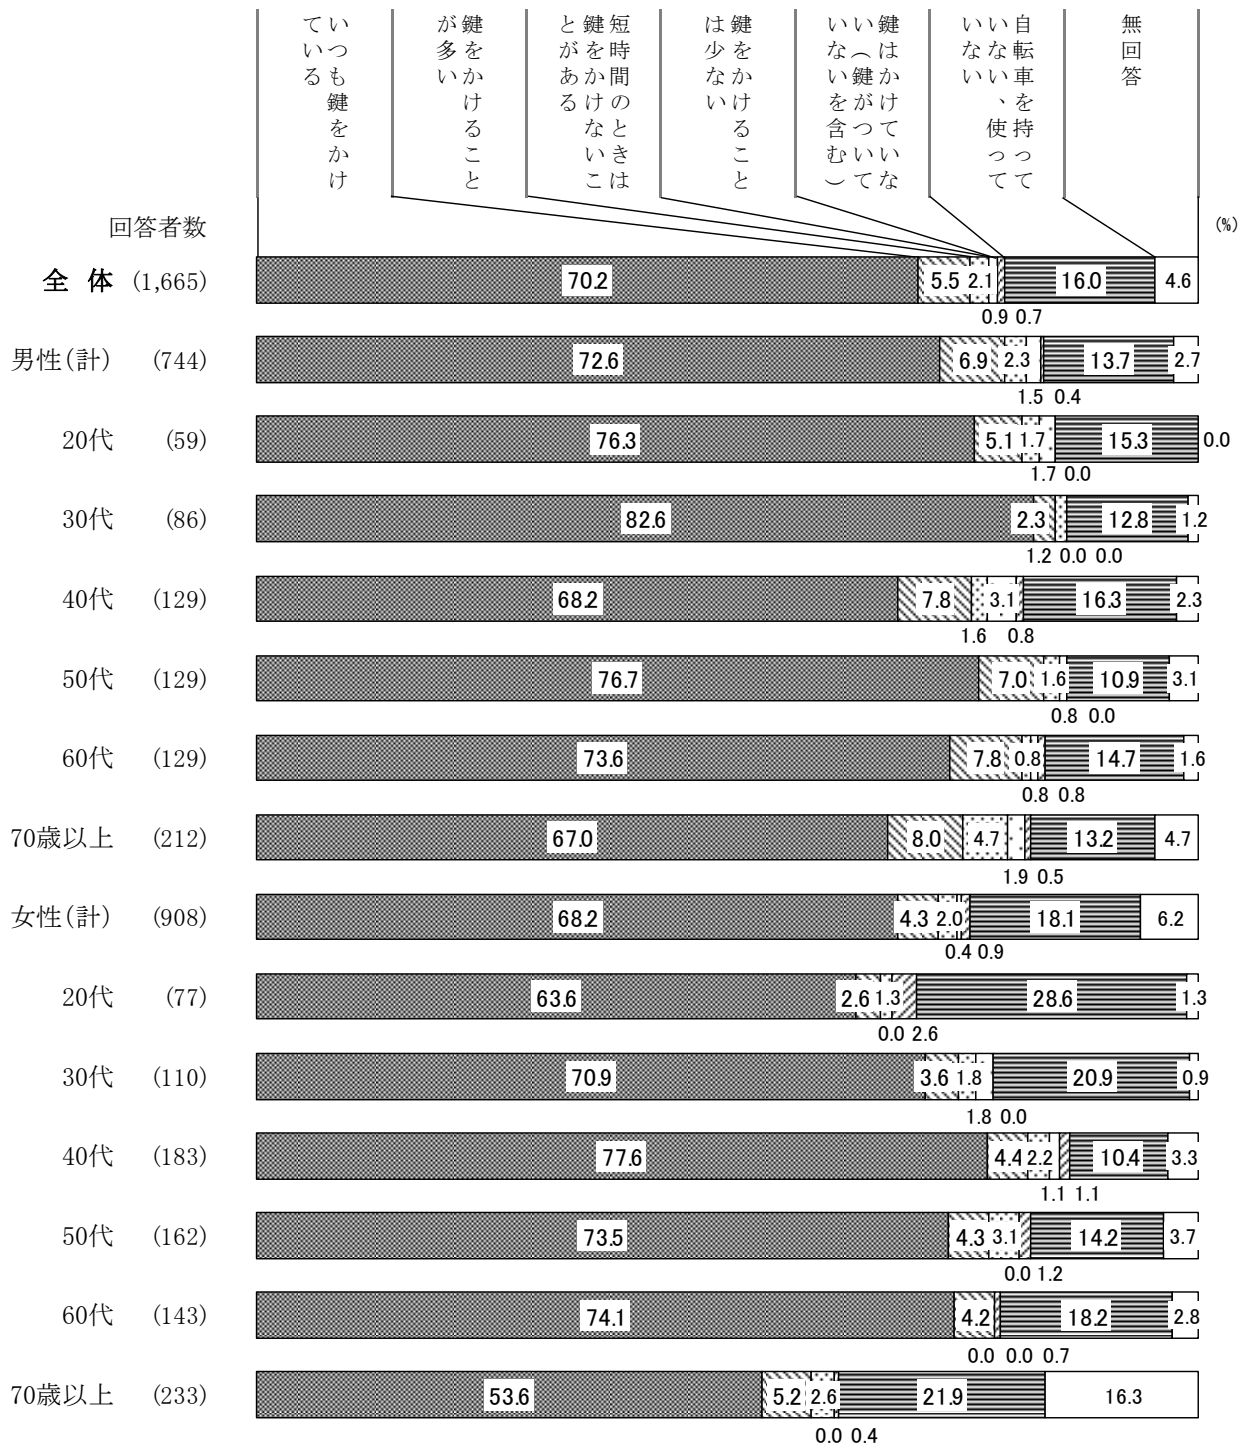 いつも鍵をかけ
ている
鍵をかけること
が多い
短時間のときは
鍵をかけないこ
とがある
鍵をかけること
は少ない
鍵はかけていな
い（鍵がついて
いないを含む）
自転車を持って
いない、使って
いない
無回答
回答者数
(%)
全 体 (1,665) 70.2 5.5 2.1 16.0 4.6
0.9 0.7
男性(計) (744) 72.6 6.9 2.3 13.7 2.7
1.5 0.4
20代 (59) 76.3 5.1 1.7 15.3 0.0
1.7 0.0
30代 (86) 82.6 2.3 12.8 1.2
1.2 0.0 0.0
40代 (129) 68.2 7.8 3.1 16.3 2.3
1.6 0.8
50代 (129) 76.7 7.0 1.6 10.9 3.1
0.8 0.0
60代 (129) 73.6 7.8 0.8 14.7 1.6
0.8 0.8
70歳以上 (212) 67.0 8.0 4.7 13.2 4.7
1.9 0.5
女性(計) (908) 68.2 4.3 2.0 18.1 6.2
0.4 0.9
20代 (77) 63.6 2.6 1.3 28.6 1.3
0.0 2.6
30代 (110) 70.9 3.6 1.8 20.9 0.9
1.8 0.0
40代 (183) 77.6 4.4 2.2 10.4 3.3
1.1 1.1
50代 (162) 73.5 4.3 3.1 14.2 3.7
0.0 1.2
60代 (143) 74.1 4.2 18.2 2.8
0.0 0.0 0.7
70歳以上 (233) 53.6 5.2 2.6 21.9 16.3
0.0 0.4